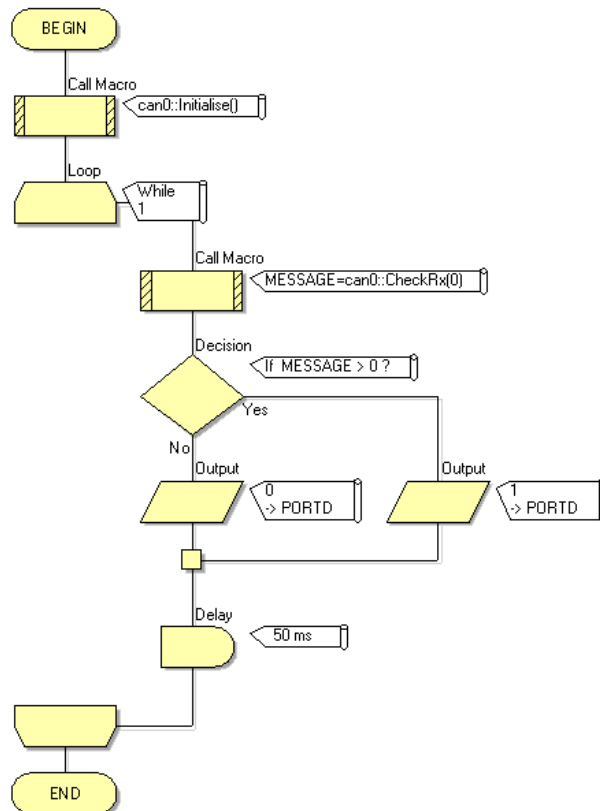 BEGIN
Call Macro
can0::Initialise()
Loop
While
1
Call Macro
MESSAGE=can0::CheckRx(0)
Decision
If MESSAGE > 0 ?
Yes
No
Output
0
-> PORTD
Output
1
-> PORTD
Delay
50 ms
END